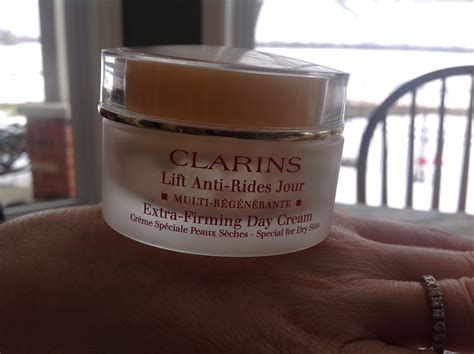 CLARINS
Lift Anti-Rides Jour
MULTI-RÉGÉNÉRANTE
Extra-Firming Day Cream
Crème Spéciale Peaux Sèches - Special for Dry Skin